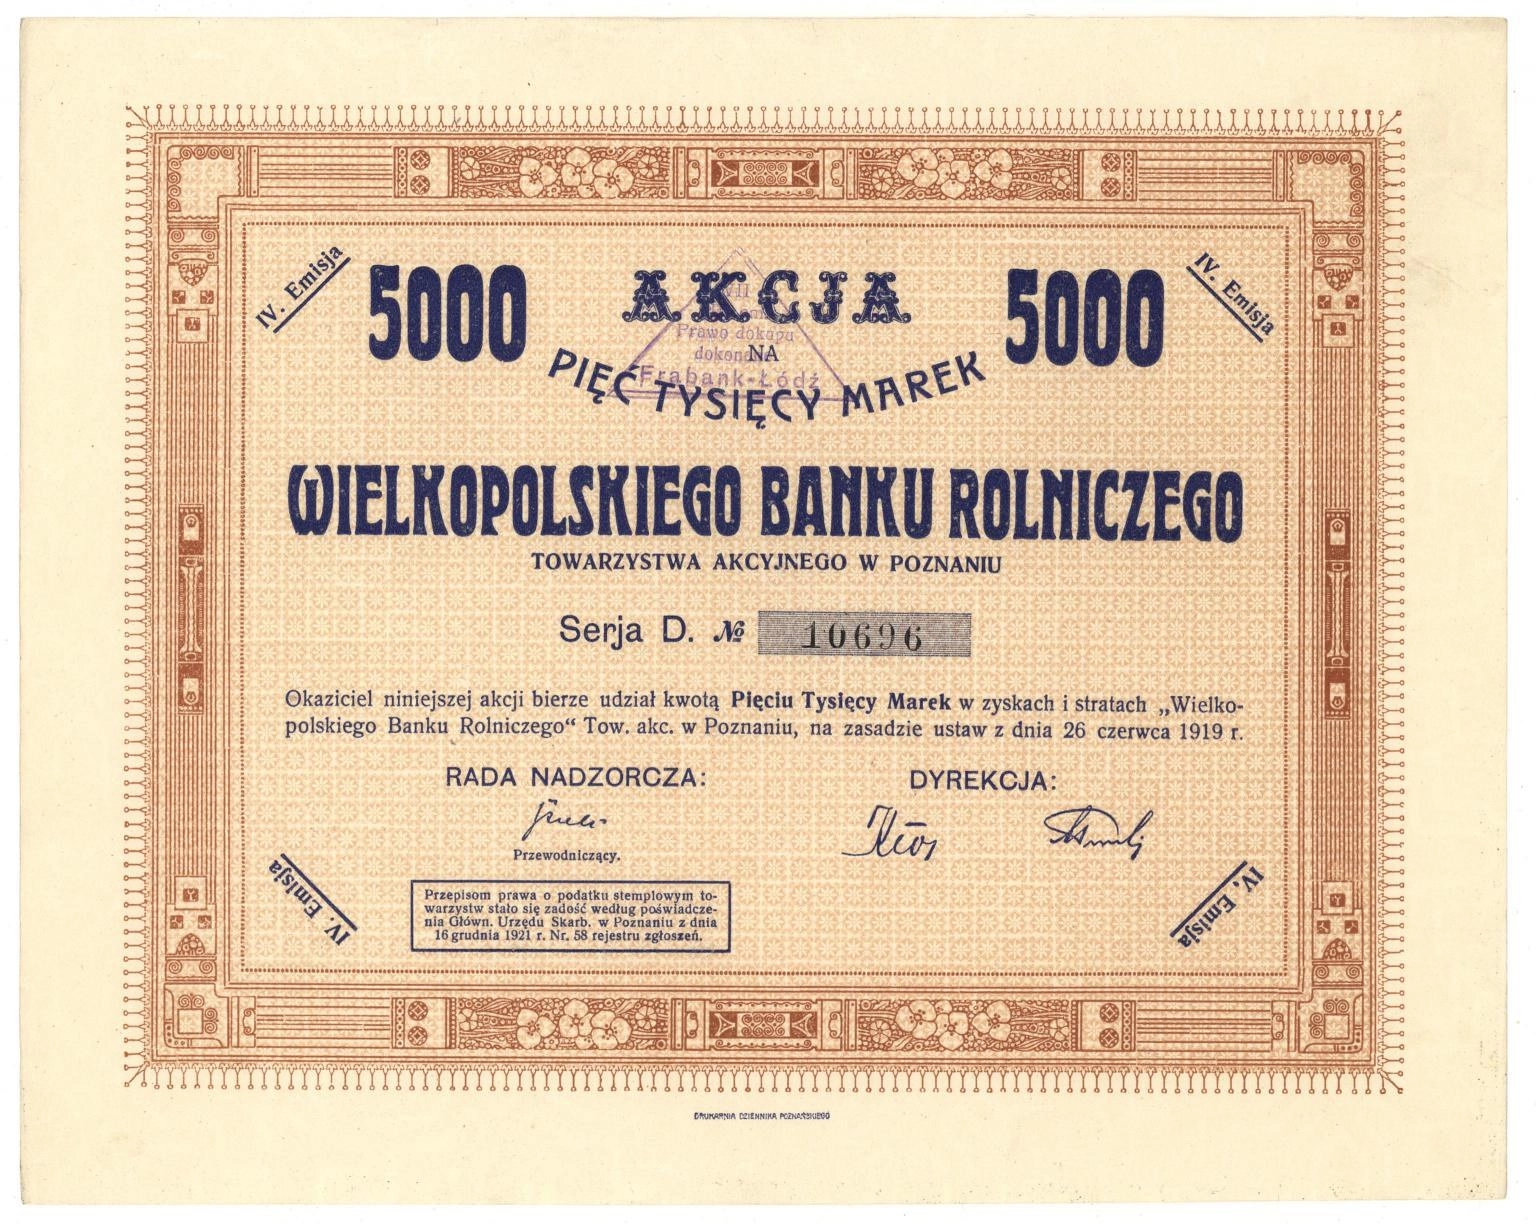 IV. Emisja
IV. Emisja
5000 AKCJA 5000
NA
PIĘĆ TYSIĘCY MAREK
VII
Prawo dokupu
dokonano
Frabank-Łódź
WIELKOPOLSKIEGO BANKU ROLNICZEGO
TOWARZYSTWA AKCYJNEGO W POZNANIU
Serja D. № 10696
Okaziciel niniejszej akcji bierze udział kwotą Pięciu Tysięcy Marek w zyskach i stratach „Wielko-
polskiego Banku Rolniczego“ Tow. akc. w Poznaniu, na zasadzie ustaw z dnia 26 czerwca 1919 r.
RADA NADZORCZA: DYREKCJA:
Przewodniczący.
Przepisom prawa o podatku stemplowym to-
warzystw stało się zadość według poświadcze-
nia Główn. Urzędu Skarb. w Poznaniu z dnia
16 grudnia 1921 r. Nr. 58 rejestru zgłoszeń.
IV. Emisja
IV. Emisja
DRUKARNIA DZIENNIKA POZNAŃSKIEGO